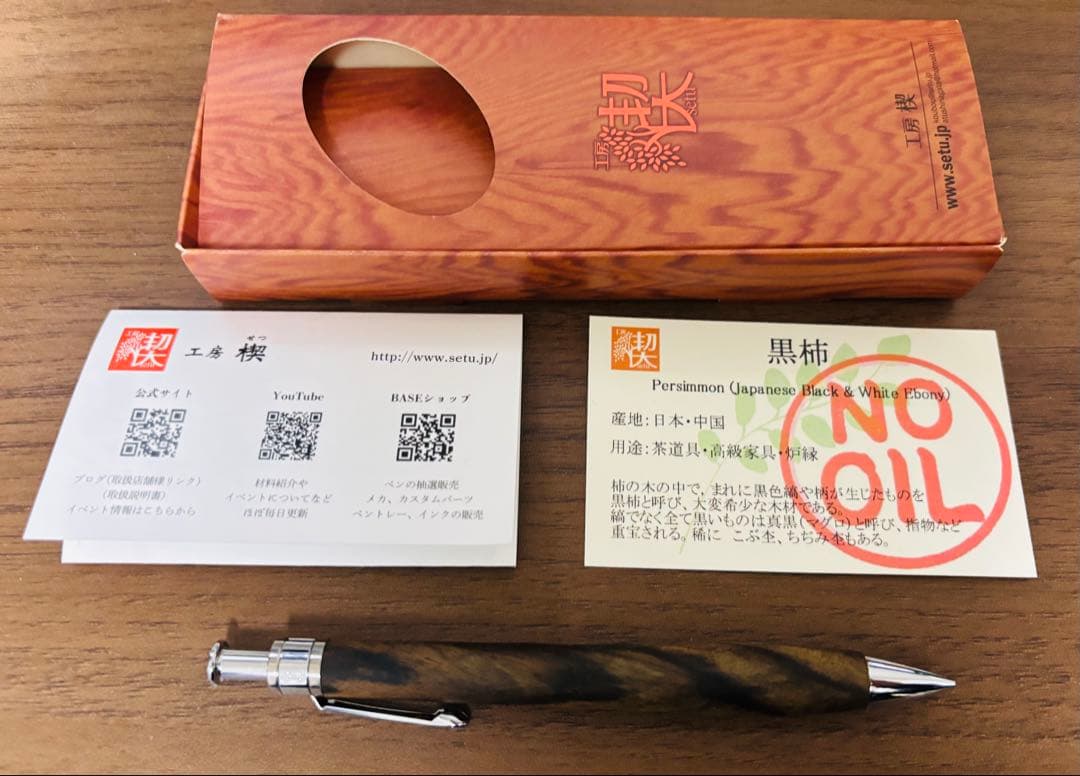 工房
楔
setu
工房 楔
www.setu.jp
工房
楔
setu
せつ
工房 楔
http://www.setu.jp/
公式サイト
YouTube
BASEショップ
ブログ(取扱店舗様リンク)
(取扱説明書)
イベント情報はこちらから
材料紹介や
イベントについてなど
ほぼ毎日更新
ペンの抽選販売
メカ、カスタムパーツ
ペントレー、インクの販売
工房
楔
setu
黒柿
Persimmon (Japanese Black & White Ebony)
産地:日本・中国
用途:茶道具・高級家具・炉縁
柿の木の中で、まれに黒色縞や柄が生じたものを
黒柿と呼び、大変希少な木材である。
縞でなく全て黒いものは真黒(マグロ)と呼び、指物など
重宝される。稀に こぶ杢、ちぢみ杢もある。
NO
OIL